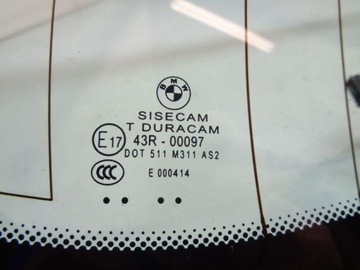 BMW
SISECAM
T DURACAM
E17 43R - 00097
DOT 511 M311 AS2
CCC E 000414